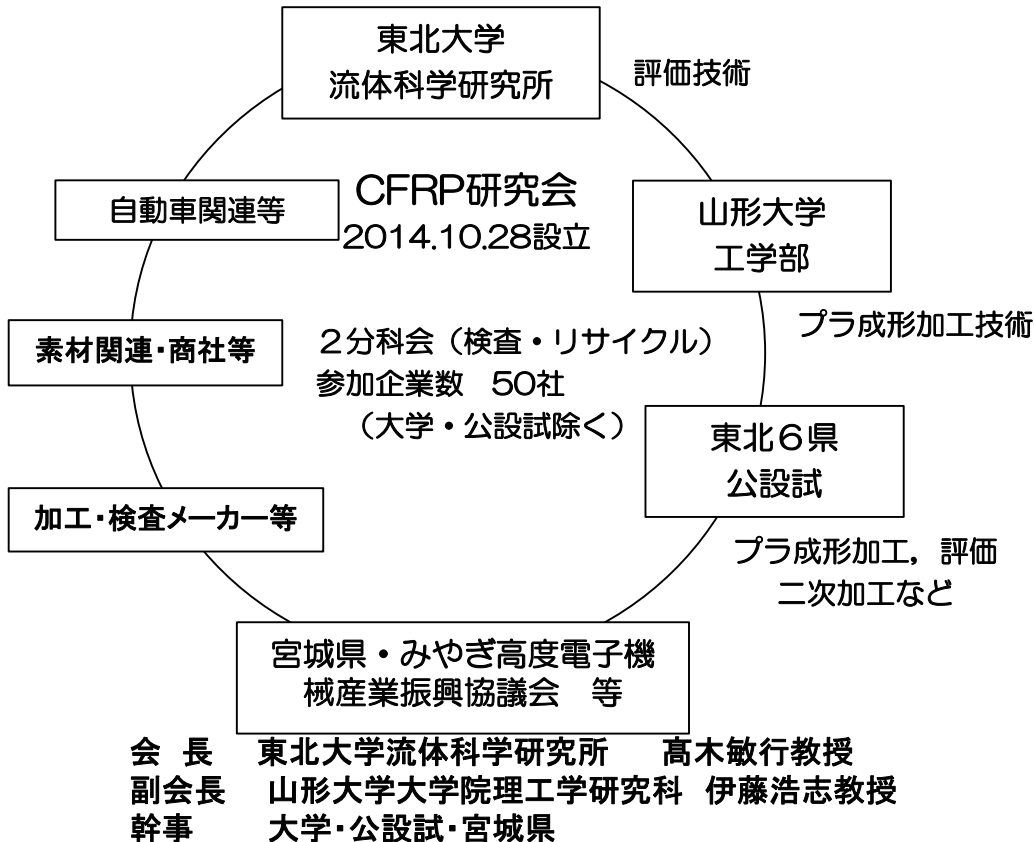 東北大学
流体科学研究所
評価技術
自動車関連等
CFRP研究会
2014.10.28設立
山形大学
工学部
プラ成形加工技術
素材関連・商社等
２分科会（検査・リサイクル）
参加企業数　50社
（大学・公設試除く）
東北６県
公設試
加工・検査メーカー等
プラ成形加工，評価
二次加工など
宮城県・みやぎ高度電子機
械産業振興協議会　等
会 長　東北大学流体科学研究所　髙木敏行教授
副会長　山形大学大学院理工学研究科 伊藤浩志教授
幹事　大学・公設試・宮城県